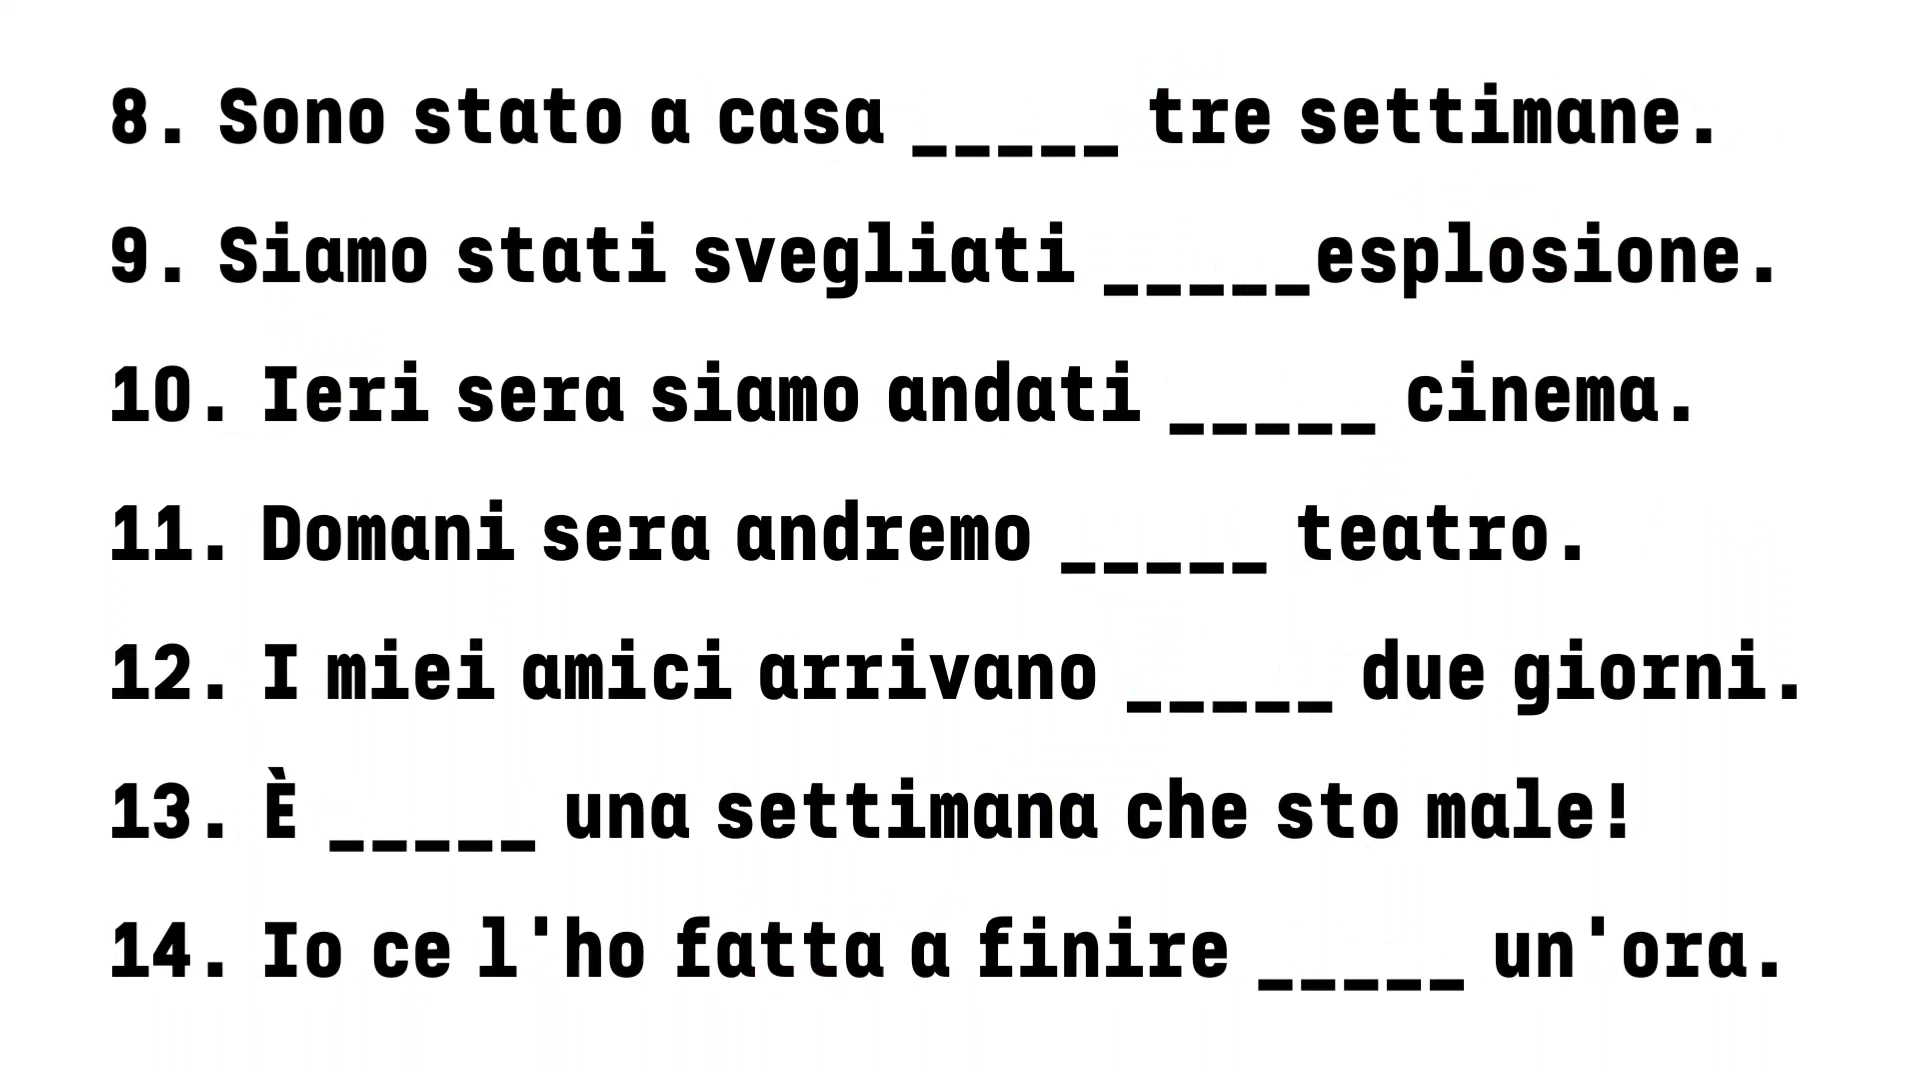 8. Sono stato a casa _____ tre settimane.
9. Siamo stati svegliati _____esplosione.
10. Ieri sera siamo andati _____ cinema.
11. Domani sera andremo _____ teatro.
12. I miei amici arrivano _____ due giorni.
13. È _____ una settimana che sto male!
14. Io ce l'ho fatta a finire _____ un'ora.